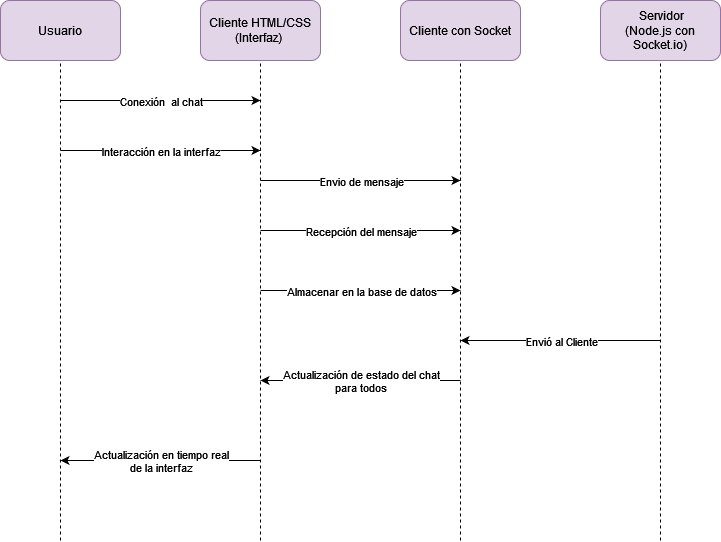 Usuario
Cliente HTML/CSS
(Interfaz)
Cliente con Socket
Servidor
(Node.js con
Socket.io)
Conexión al chat
Interacción en la interfaz
Envio de mensaje
Recepción del mensaje
Almacenar en la base de datos
Envió al Cliente
Actualización de estado del chat
para todos
Actualización en tiempo real
de la interfaz